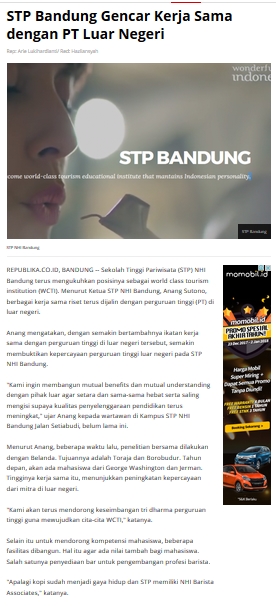 STP Bandung Gencar Kerja Sama
dengan PT Luar Negeri
Rep: Arie Lukihardianti/ Red: Hazliansyah
wonderful
indone
STP BANDUNG
come world-class tourism educational institute that mantains Indonesian personality.
STP Bandung
STP NHI Bandung
REPUBLIKA.CO.ID, BANDUNG -- Sekolah Tinggi Pariwisata (STP) NHI
Bandung terus mengukuhkan posisinya sebagai world class tourism
institution (WCTI). Menurut Ketua STP NHI Bandung, Anang Sutono,
berbagai kerja sama riset terus dijalin dengan perguruan tinggi (PT) di
luar negeri.
Anang mengatakan, dengan semakin bertambahnya ikatan kerja
sama dengan perguruan tinggi di luar negeri tersebut, semakin
membuktikan kepercayaan perguruan tinggi luar negeri pada STP
NHI Bandung.
"Kami ingin membangun mutual benefits dan mutual understanding
dengan pihak luar agar setara dan sama-sama hebat serta saling
mengisi supaya kualitas penyelenggaraan pendidikan terus
meningkat," ujar Anang kepada wartawan di Kampus STP NHI
Bandung Jalan Setiabudi, belum lama ini.
Menurut Anang, beberapa waktu lalu, penelitian bersama dilakukan
dengan Belanda. Tujuannya adalah Toraja dan Borobudur. Tahun
depan, akan ada mahasiswa dari George Washington dan Jerman.
Tingginya kerja sama itu, menunjukkan peningkatan kepercayaan
dari mitra di luar negeri.
"Kami akan terus mendorong keseimbangan tri dharma perguruan
tinggi guna mewujudkan cita-cita WCTI," katanya.
Selain itu untuk mendorong kompetensi mahasiswa, beberapa
fasilitas dibangun. Hal itu agar ada nilai tambah bagi mahasiswa.
Salah satunya penyediaan bar untuk pengembangan profesi barista.
"Apalagi kopi sudah menjadi gaya hidup dan STP memiliki NHI Barista
Associates," katanya.
momobil.id
momobil.id
PROMO SPESIAL
AKHIR TAHUN!
Harga Mobil
Super Miring +
Dapat Semua Promo
Tanpa Diundi!